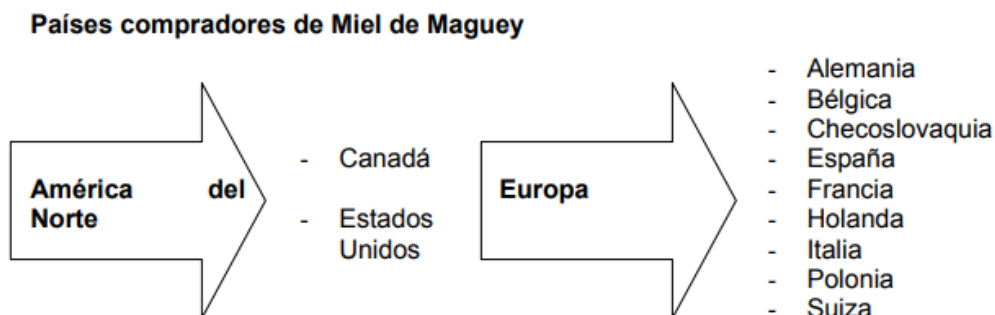 Países compradores de Miel de Maguey
América del
Norte
- Canadá
- Estados
Unidos
Europa
- Alemania
- Bélgica
- Checoslovaquia
- España
- Francia
- Holanda
- Italia
- Polonia
- Suiza